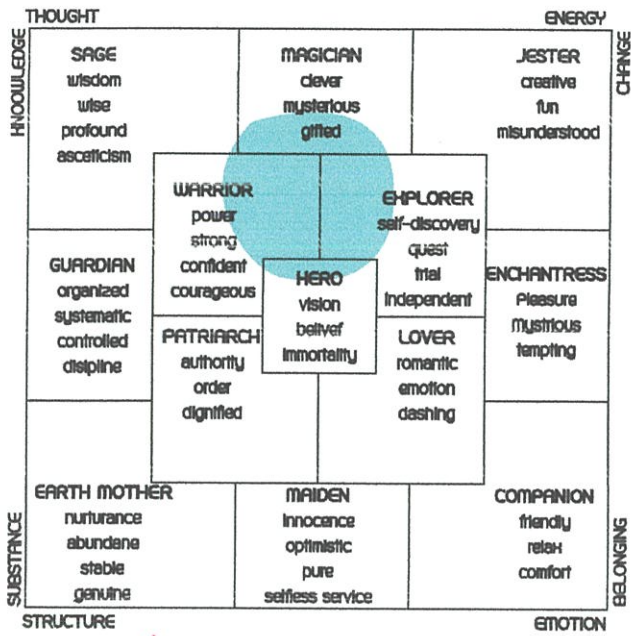 THOUGHT
ENERGY
KNOOWLEDGE
CHANGE
SAGE
wisdom
wise
profound
asceticism
MAGICIAN
clever
mysterious
gifted
JESTER
creative
fun
misunderstood
WARRIOR
power
strong
confident
courageous
EXPLORER
self-discovery
quest
trial
independent
GUARDIAN
organized
systematic
controlled
disipline
HERO
vision
belivef
immortality
ENCHANTRESS
Pleasure
Mystrious
tempting
PATRIARCH
authority
order
dignified
LOVER
romantic
emotion
dashing
EARTH MOTHER
nurturance
abundane
stable
genuine
MAIDEN
innocence
optimistic
pure
selfless service
COMPANION
friendly
relax
comfort
SUBSTANCE
BELONGING
STRUCTURE
EMOTION